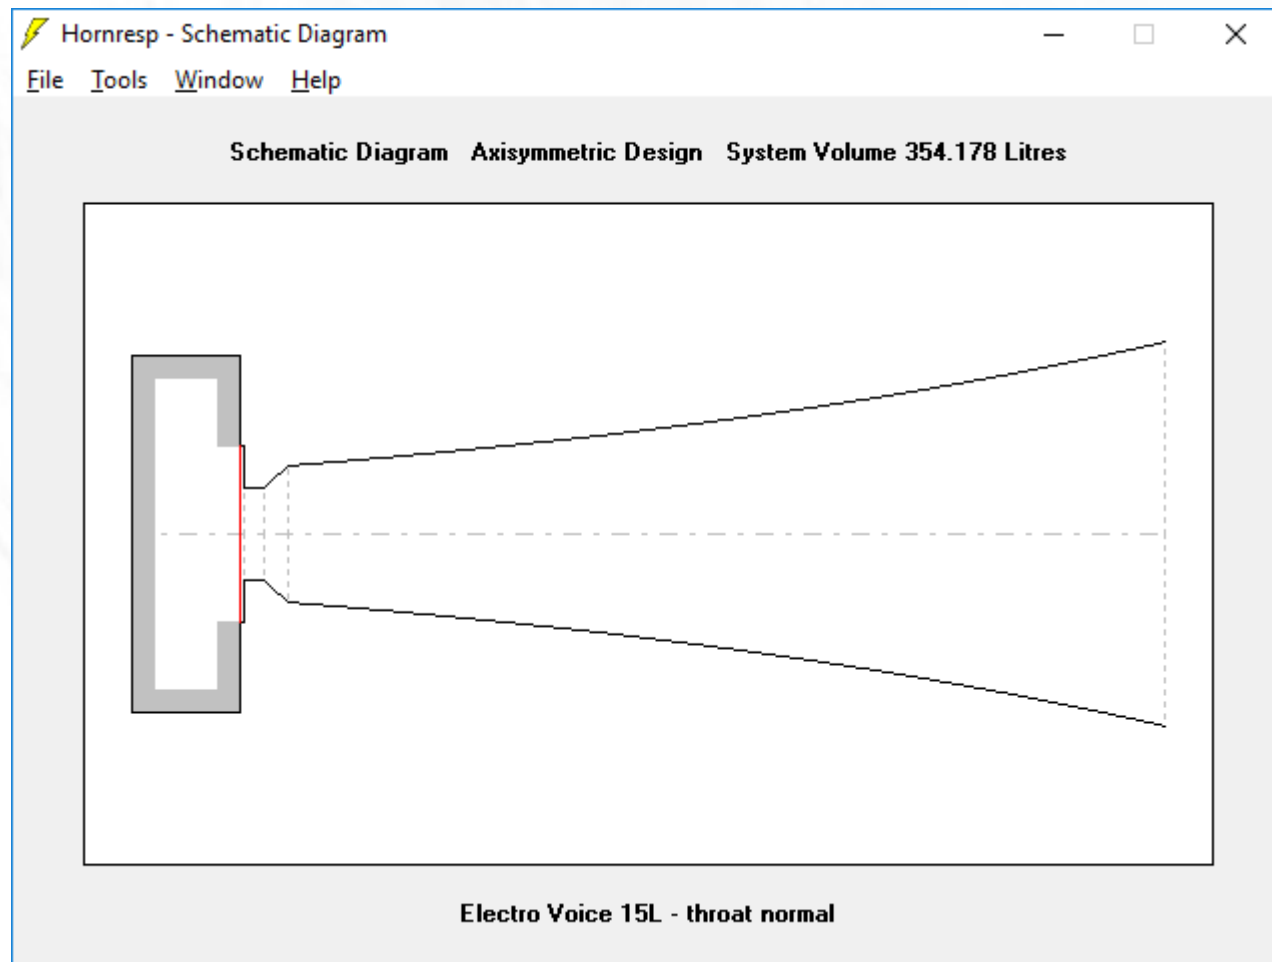 Hornresp - Schematic Diagram
File Tools Window Help
Schematic Diagram Axisymmetric Design System Volume 354.178 Litres
Electro Voice 15L - throat normal